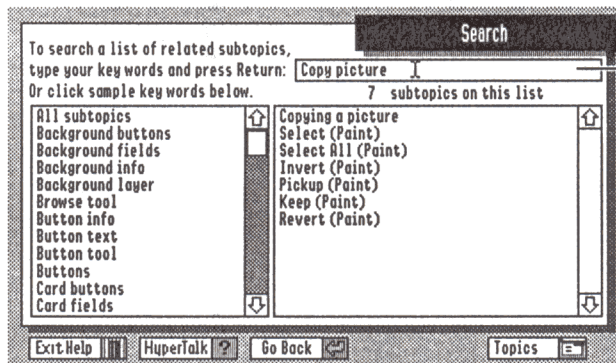 Search
To search a list of related subtopics,
type your key words and press Return: Copy picture
Or click sample key words below.
7 subtopics on this list
All subtopics
Background buttons
Background fields
Background info
Background layer
Browse tool
Button info
Button text
Button tool
Buttons
Card buttons
Card fields
Copying a picture
Select (Paint)
Select All (Paint)
Invert (Paint)
Pickup (Paint)
Keep (Paint)
Revert (Paint)
Exit Help
HyperTalk ?
Go Back
Topics